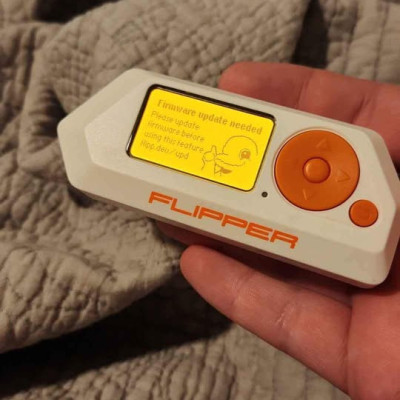 Firmware update needed
Please update
firmware before
using this feature
flipp.dev/upd
FLIPPER